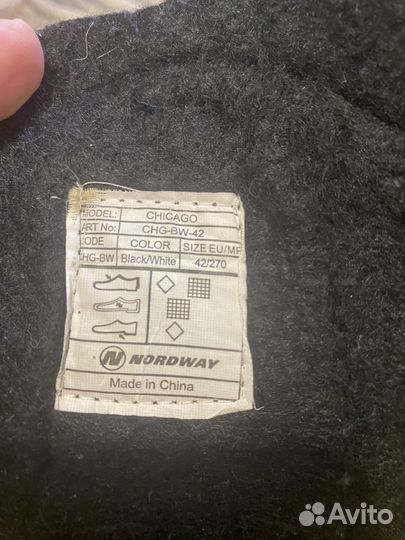 MODEL: CHICAGO
ART No: CHG-BW-42
CODE COLOR SIZE EU/MP
CHG-BW Black/White 42/270
NORDWAY
Made in China
Avito